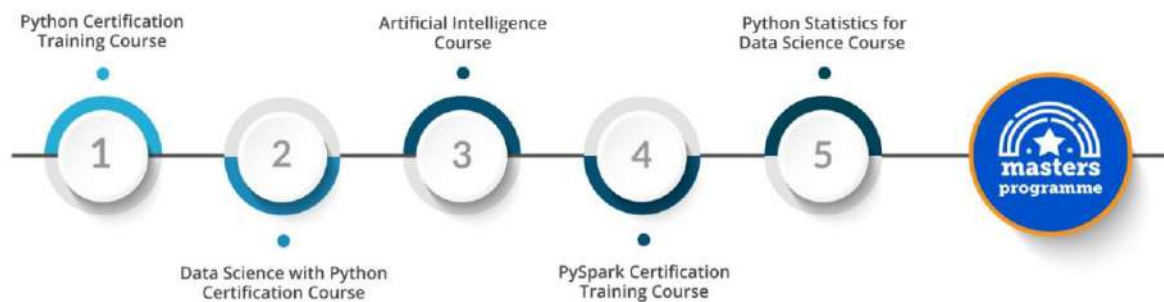 Python Certification
Training Course
1
Data Science with Python
Certification Course
2
Artificial Intelligence
Course
3
PySpark Certification
Training Course
4
Python Statistics for
Data Science Course
5
masters
programme